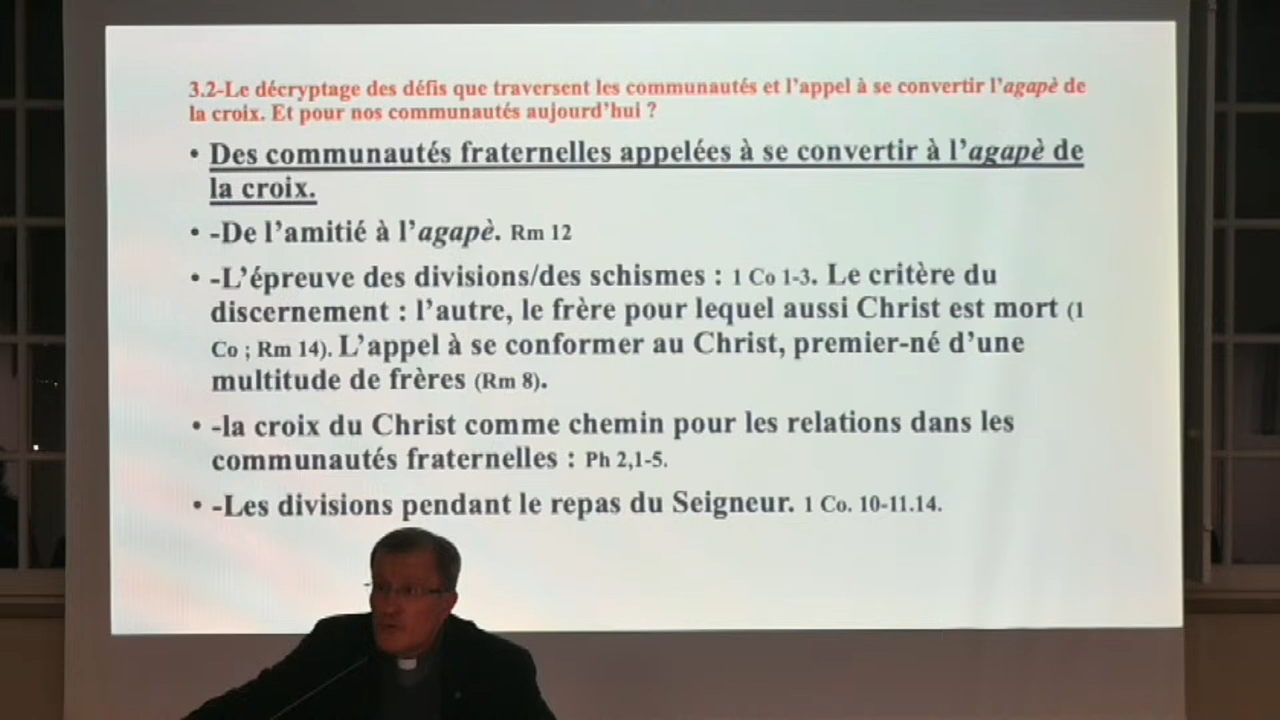 3.2-Le décryptage des défis que traversent les communautés et l'appel à se convertir l'agapè de
la croix. Et pour nos communautés aujourd'hui ?
• Des communautés fraternelles appelées à se convertir à l'agapè de
la croix.
• -De l'amitié à l'agapè. Rm 12
• -L'épreuve des divisions/des schismes : 1 Co 1-3. Le critère du
discernement : l'autre, le frère pour lequel aussi Christ est mort (1
Co ; Rm 14). L'appel à se conformer au Christ, premier-né d'une
multitude de frères (Rm 8).
• -la croix du Christ comme chemin pour les relations dans les
communautés fraternelles : Ph 2,1-5.
• -Les divisions pendant le repas du Seigneur. 1 Co. 10-11.14.